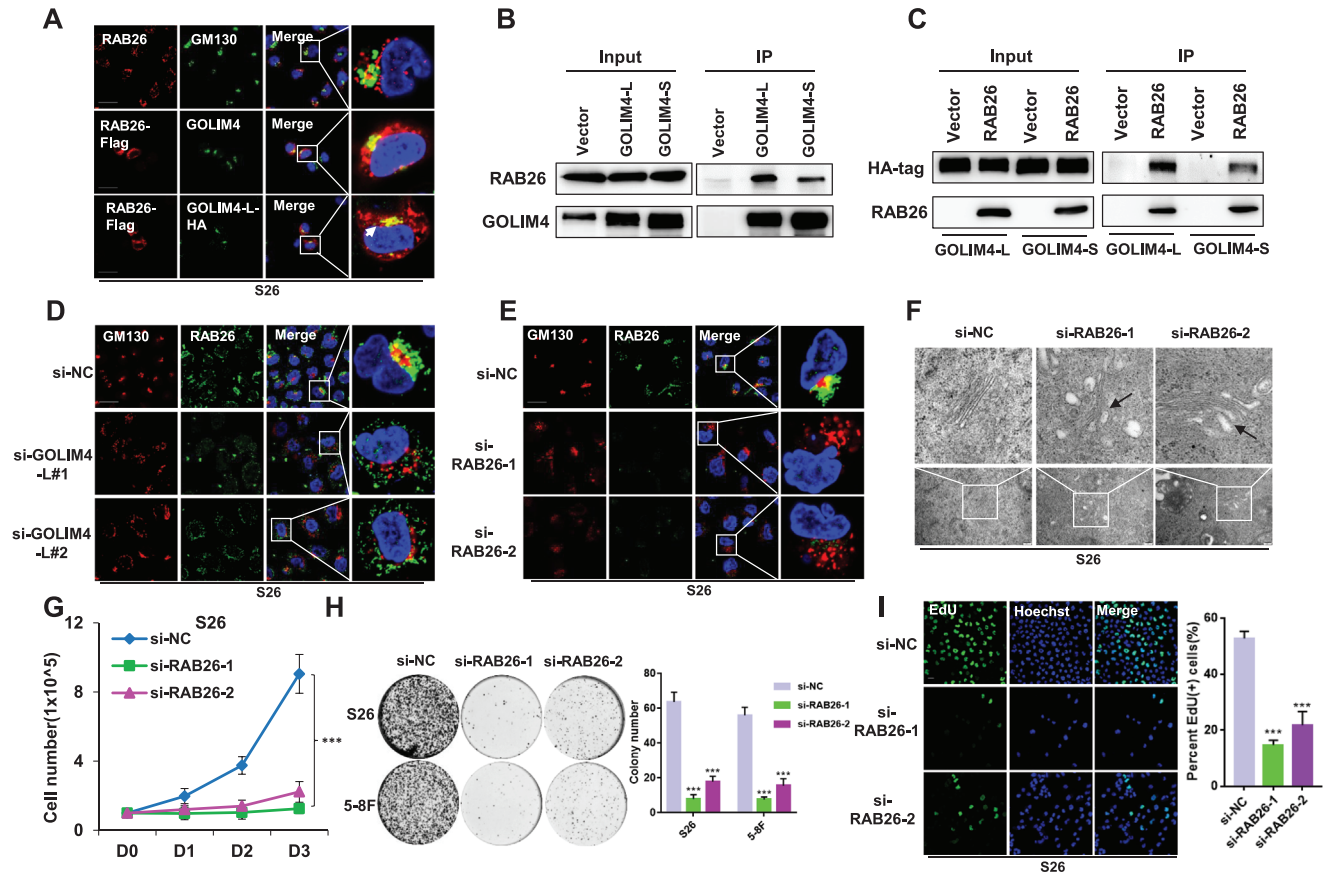 A
RAB26
GM130
Merge
RAB26-
Flag
GOLIM4
Merge
RAB26-
Flag
GOLIM4-L-
HA
Merge
S26
B
Input
IP
Vector
GOLIM4-L
GOLIM4-S
Vector
GOLIM4-L
GOLIM4-S
RAB26
GOLIM4
C
Input
IP
Vector
RAB26
Vector
RAB26
Vector
RAB26
Vector
RAB26
HA-tag
RAB26
GOLIM4-L
GOLIM4-S
GOLIM4-L
GOLIM4-S
D
GM130
RAB26
Merge
si-NC
si-GOLIM4
-L#1
si-GOLIM4
-L#2
S26
E
GM130
RAB26
Merge
si-NC
si-
RAB26-1
si-
RAB26-2
S26
F
si-NC
si-RAB26-1
si-RAB26-2
S26
G
S26
si-NC
si-RAB26-1
si-RAB26-2
Cell number(1x10^5)
12
8
4
0
D0
D1
D2
D3
***
H
si-NC
si-RAB26-1
si-RAB26-2
S26
5-8F
Colony number
80
60
40
20
0
si-NC
si-RAB26-1
si-RAB26-2
***
***
***
***
S26
5-8F
I
EdU
Hoechst
Merge
si-NC
si-
RAB26-1
si-
RAB26-2
S26
Percent EdU(+) cells(%)
60
40
20
0
***
***
si-NC
si-RAB26-1
si-RAB26-2